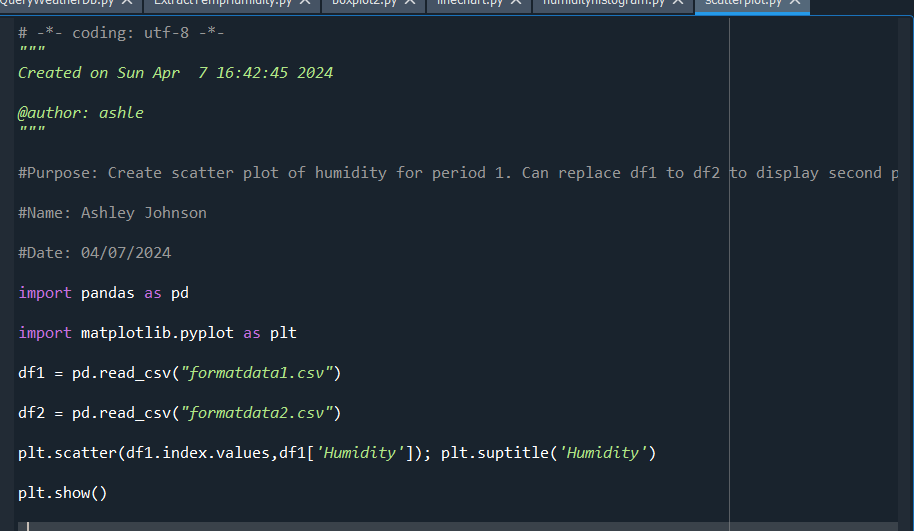 QueryWeatherDb.py ExtractTempHumidity.py boxplot2.py linechart.py humidityhistogram.py scatterplot.py
# -*- coding: utf-8 -*-
"""
Created on Sun Apr  7 16:42:45 2024
@author: ashle
"""
#Purpose: Create scatter plot of humidity for period 1. Can replace df1 to df2 to display second p
#Name: Ashley Johnson
#Date: 04/07/2024
import pandas as pd
import matplotlib.pyplot as plt
df1 = pd.read_csv("formatdata1.csv")
df2 = pd.read_csv("formatdata2.csv")
plt.scatter(df1.index.values,df1['Humidity']); plt.suptitle('Humidity')
plt.show()